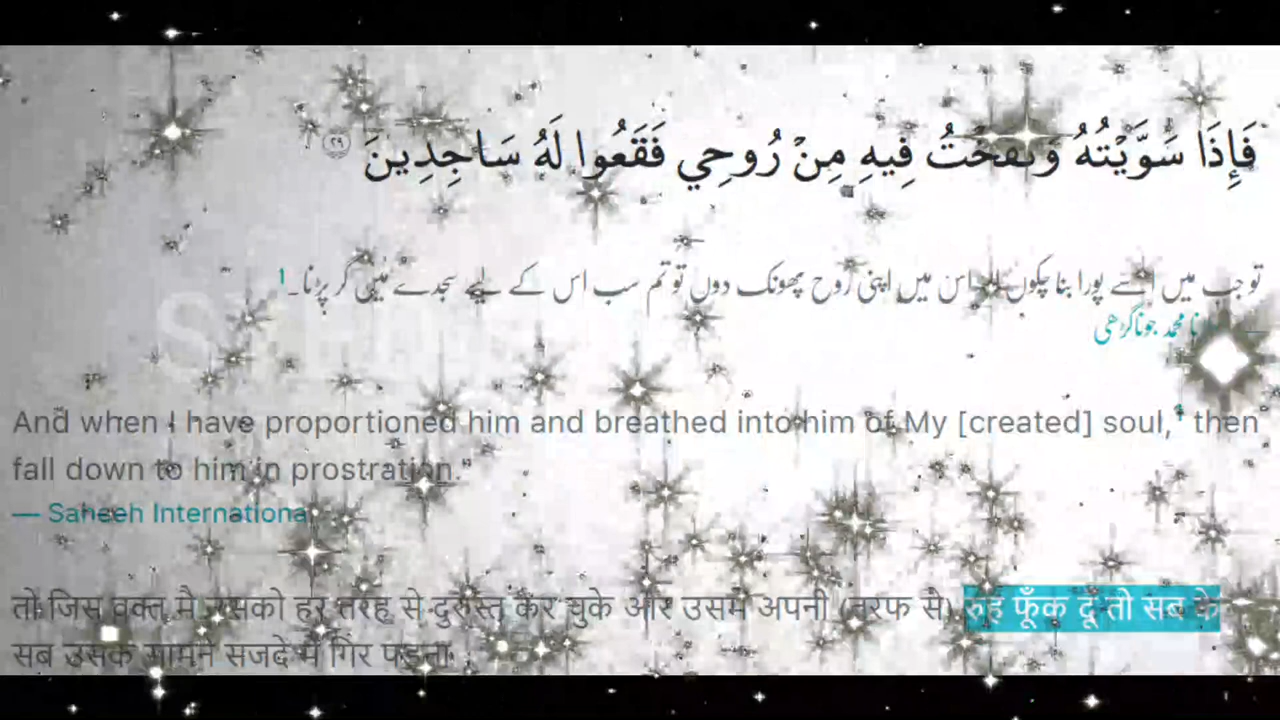 فَإِذَا سَوَّيْتُهُ وَنَفَخْتُ فِيهِ مِنْ رُوحِي فَقَعُوا لَهُ سَاجِدِينَ ٢٩
تو جب میں اسے پورا بنا چکوں اور اس میں اپنی روح پھونک دوں تو تم سب اس کے لیے سجدے میں گر پڑنا۔ 1
محمد جوناگڑھی
And when I have proportioned him and breathed into him of My [created] soul,1 then
fall down to him in prostration."
— Saheeh International
तो जिस वक्त मै उसको हर तरह से दुरुस्त कर चुके और उसमें अपनी (तरफ से) रुह फूँक दूँ तो सब के
सब उसके सामने सजदे में गिर पड़ना